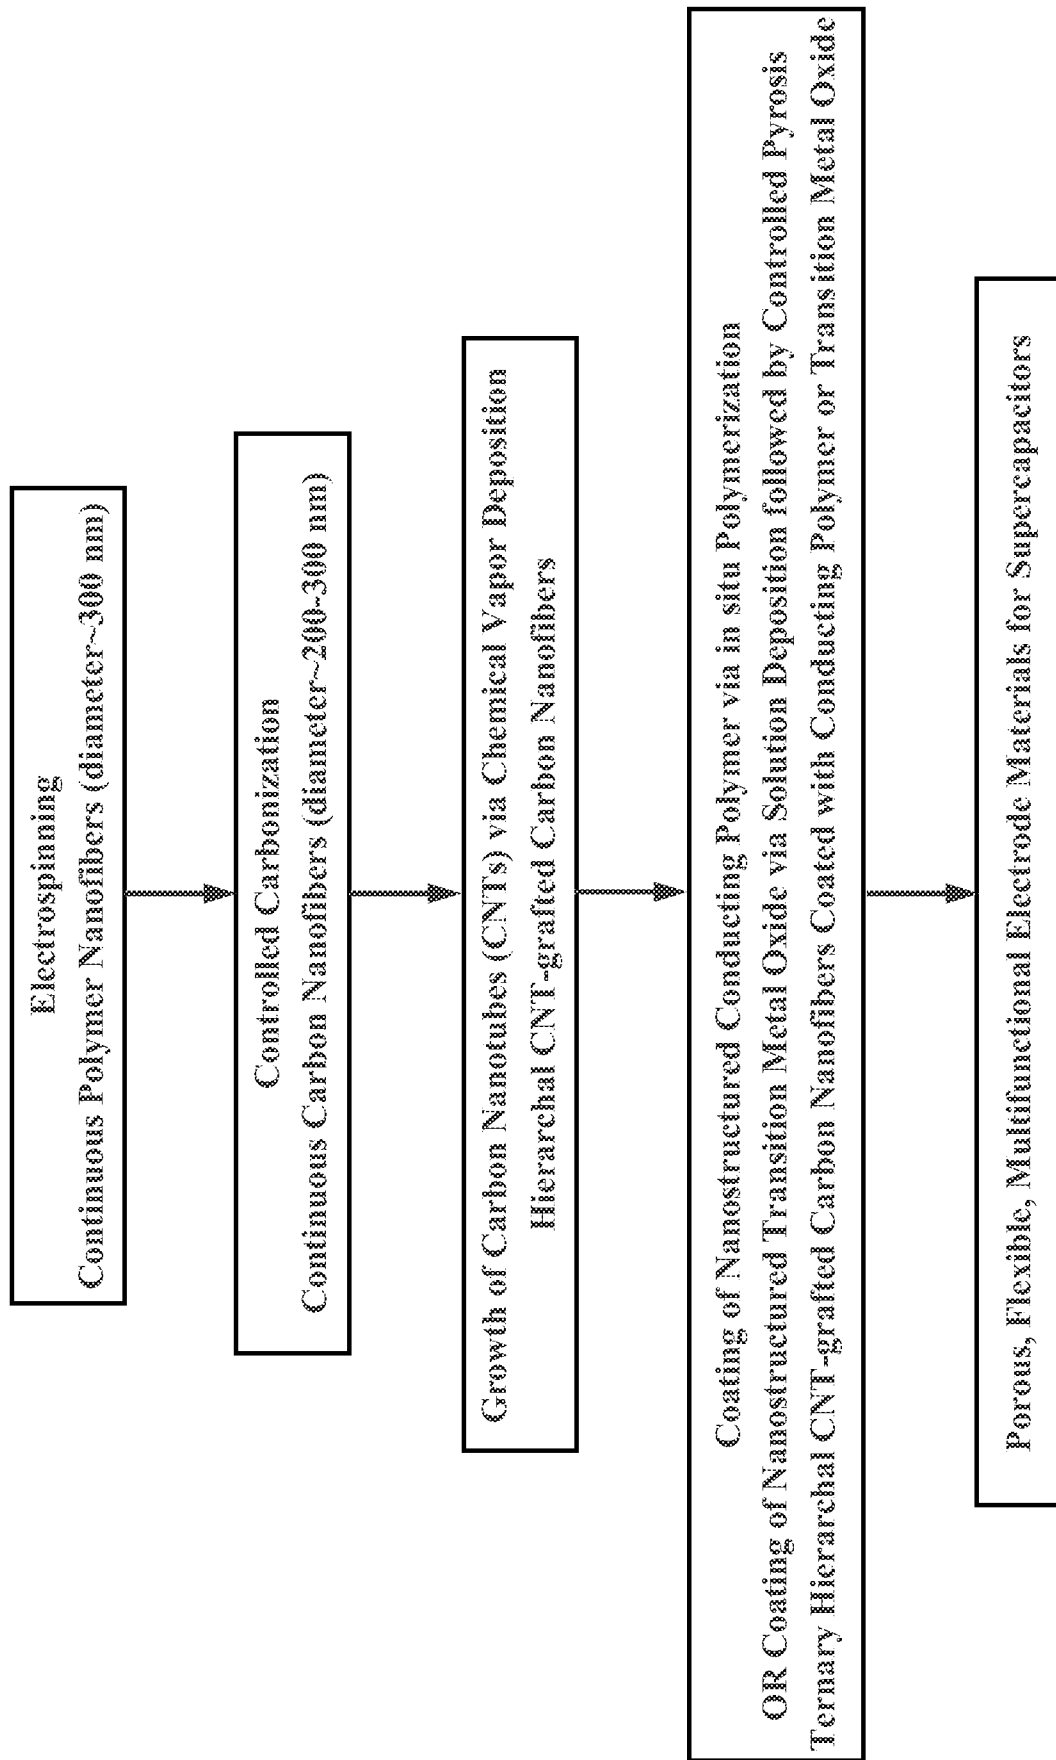 Electrospinning
Continuous Polymer Nanofibers (diameter~300 nm)
Controlled Carbonization
Continuous Carbon Nanofibers (diameter~200-300 nm)
Growth of Carbon Nanotubes (CNTs) via Chemical Vapor Deposition
Hierarchal CNT-grafted Carbon Nanofibers
Coating of Nanostructured Conducting Polymer via in situ Polymerization
OR Coating of Nanostructured Transition Metal Oxide via Solution Deposition followed by Controlled Pyrosis
Ternary Hierarchal CNT-grafted Carbon Nanofibers Coated with Conducting Polymer or Transition Metal Oxide
Porous, Flexible, Multifunctional Electrode Materials for Supercapacitors